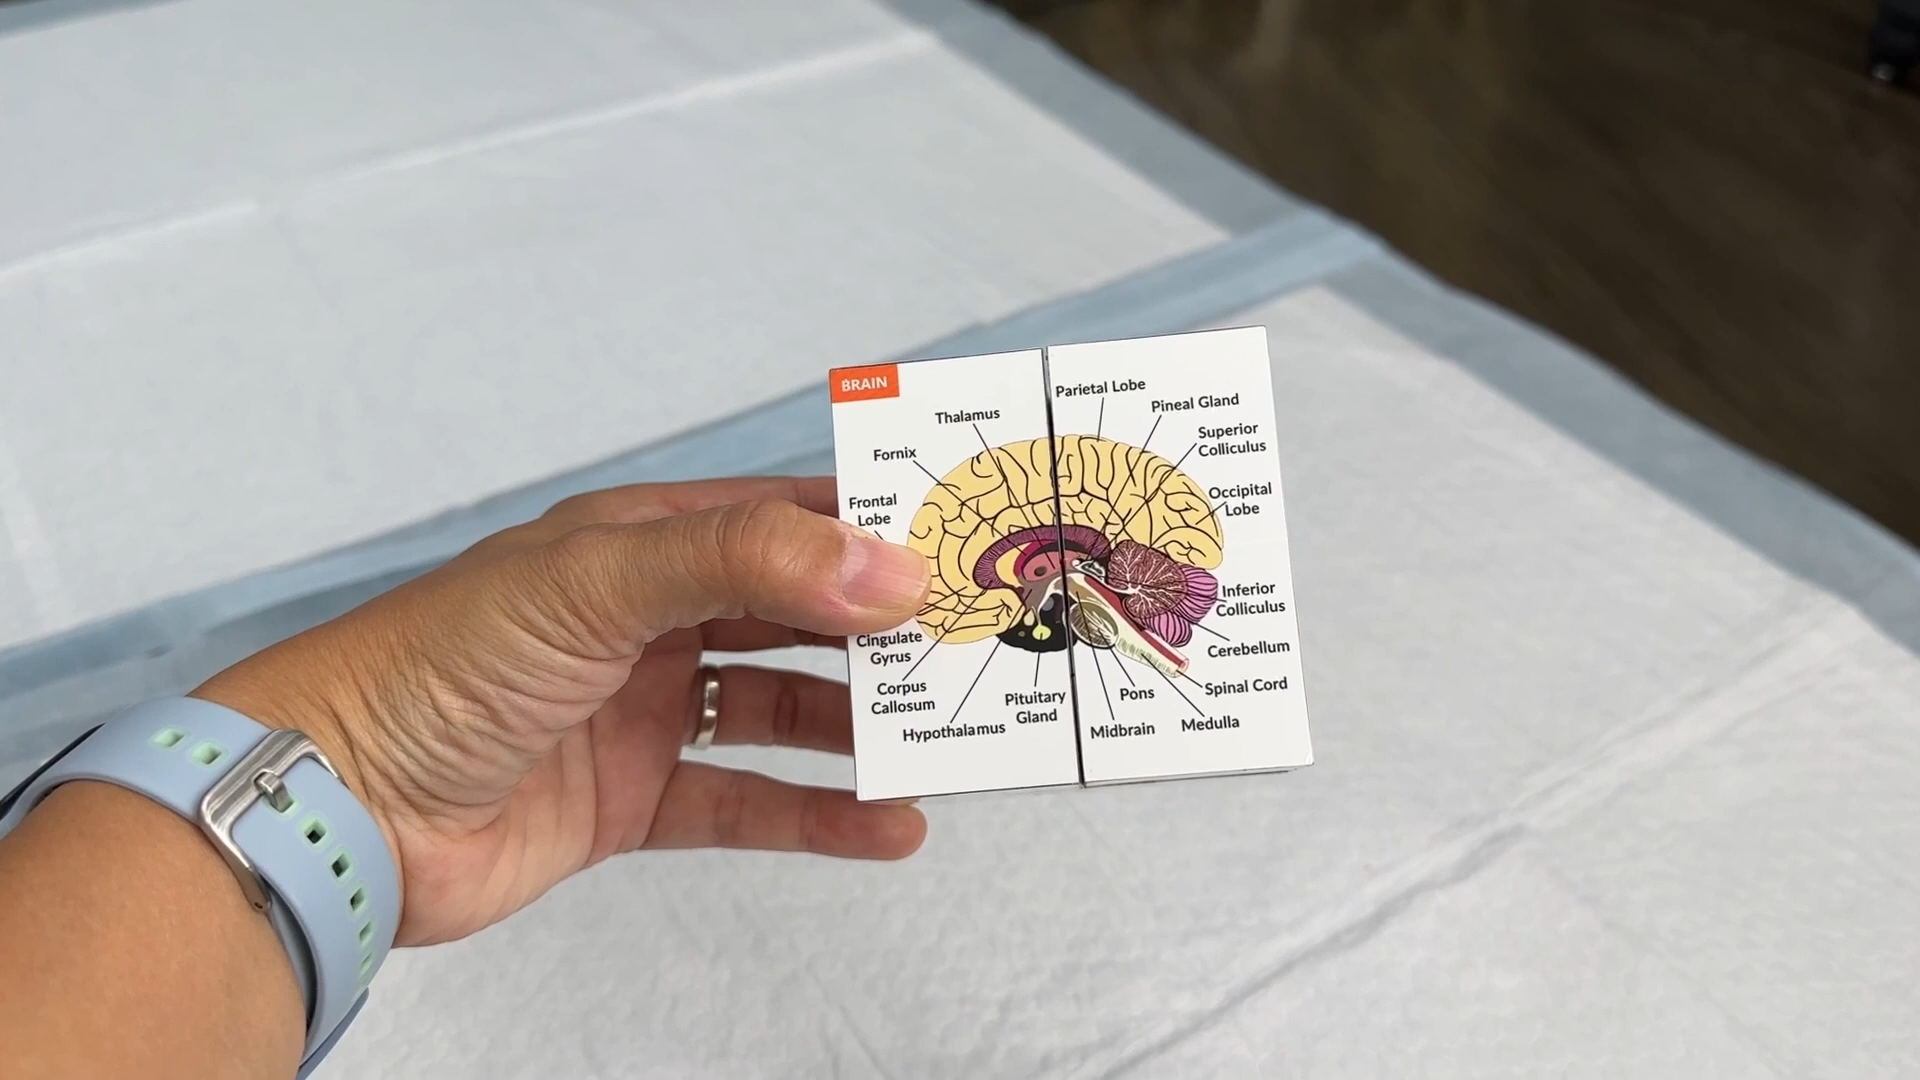 BRAIN
Thalamus
Fornix
Frontal
Lobe
Cingulate
Gyrus
Corpus
Callosum
Hypothalamus
Pituitary
Gland
Parietal Lobe
Pineal Gland
Superior
Colliculus
Occipital
Lobe
Inferior
Colliculus
Cerebellum
Spinal Cord
Pons
Medulla
Midbrain